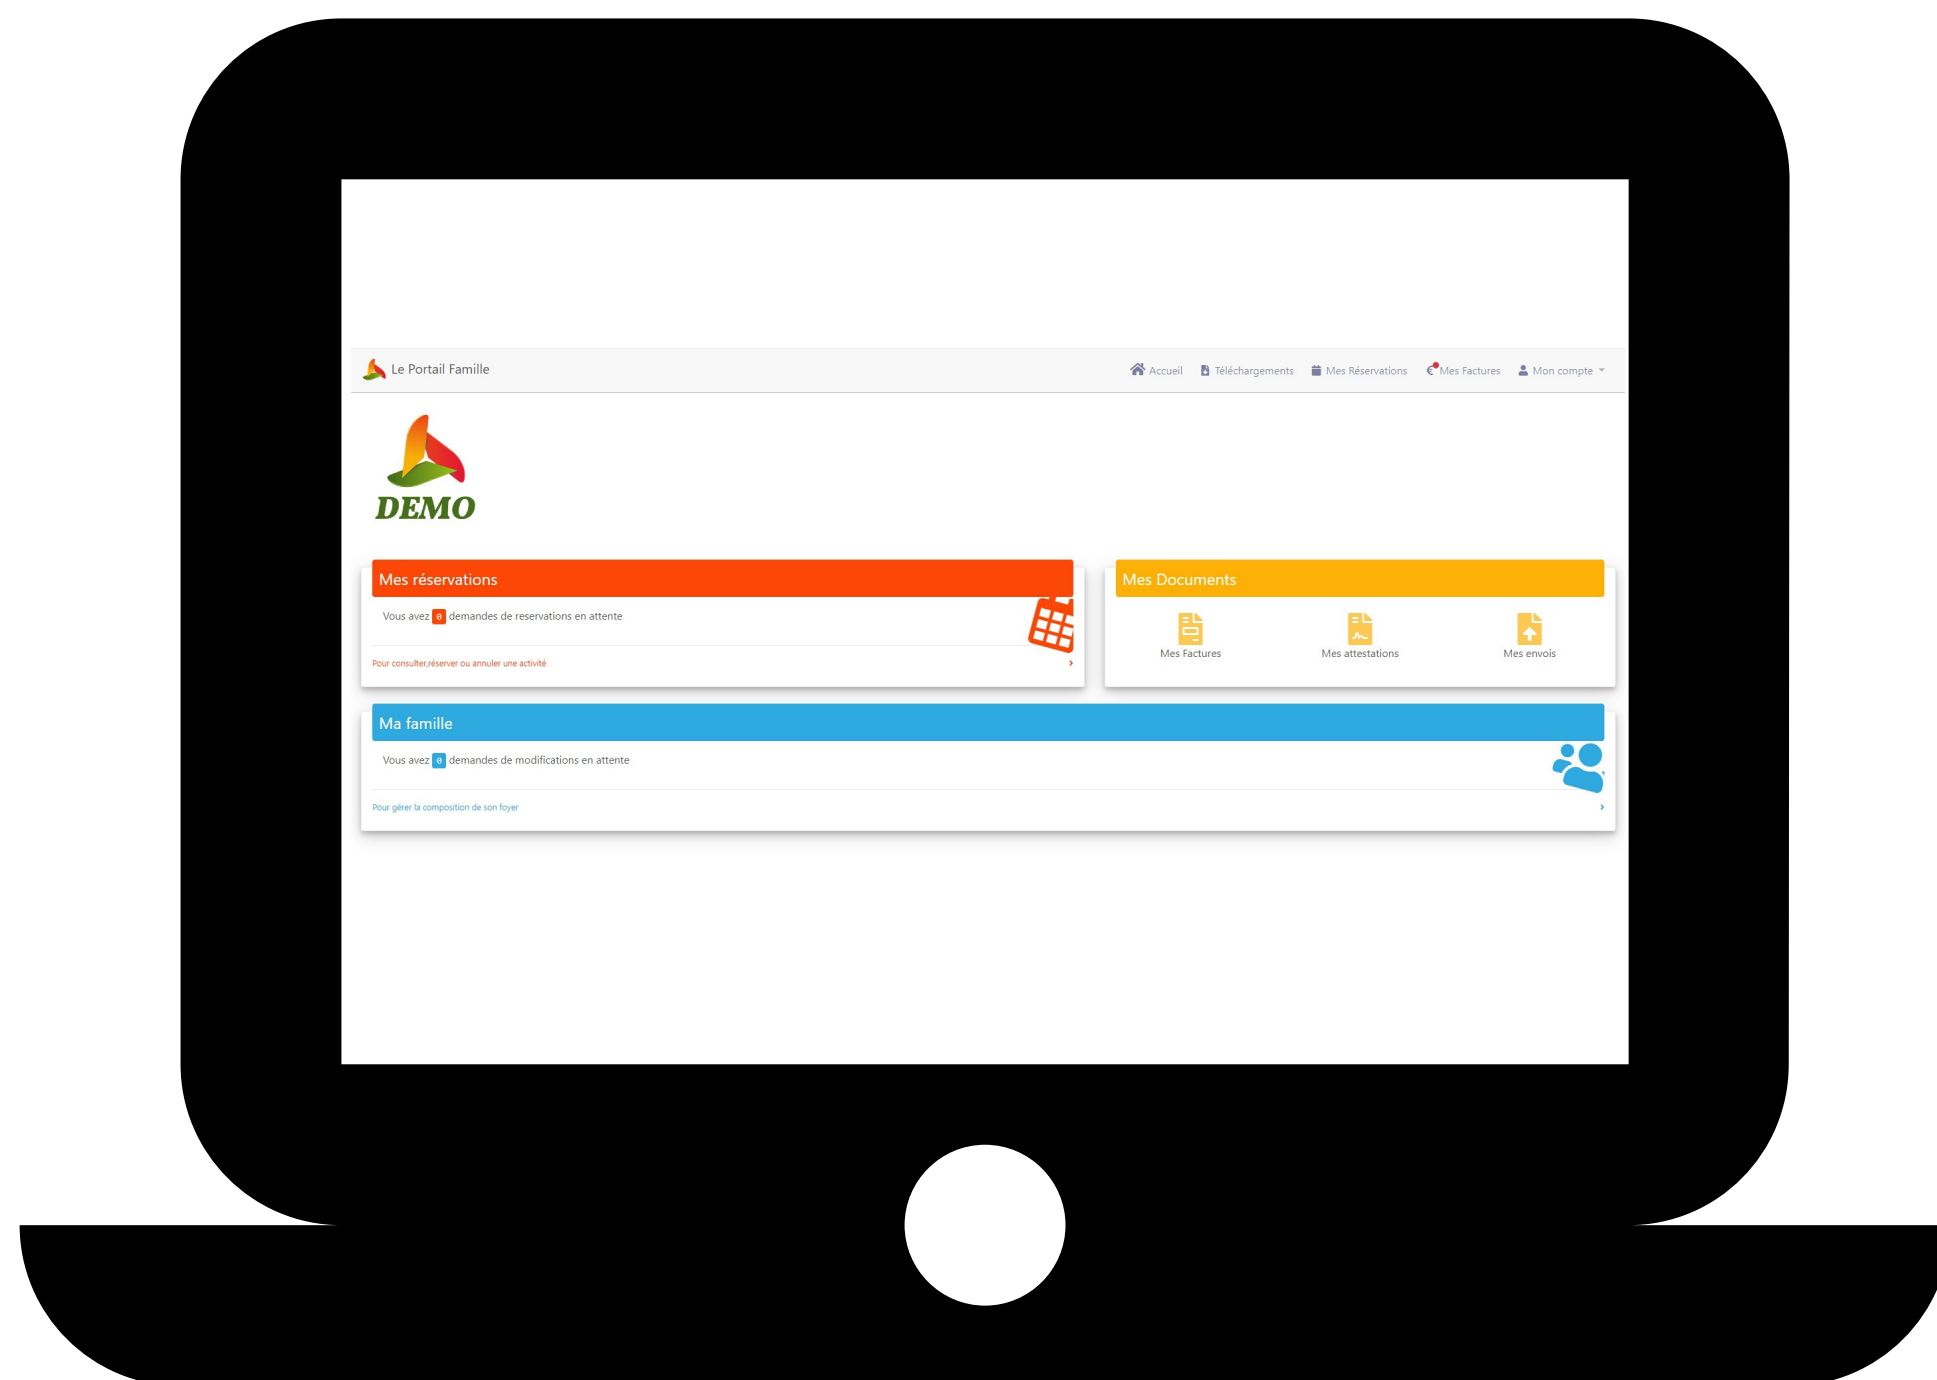 Le Portail Famille
Accueil Téléchargements Mes Réservations Mes Factures Mon compte
DEMO
Mes réservations
Vous avez 0 demandes de reservations en attente
Pour consulter,réserver ou annuler une activité
Mes Documents
Mes Factures Mes attestations Mes envois
Ma famille
Vous avez 0 demandes de modifications en attente
Pour gérer la composition de son foyer